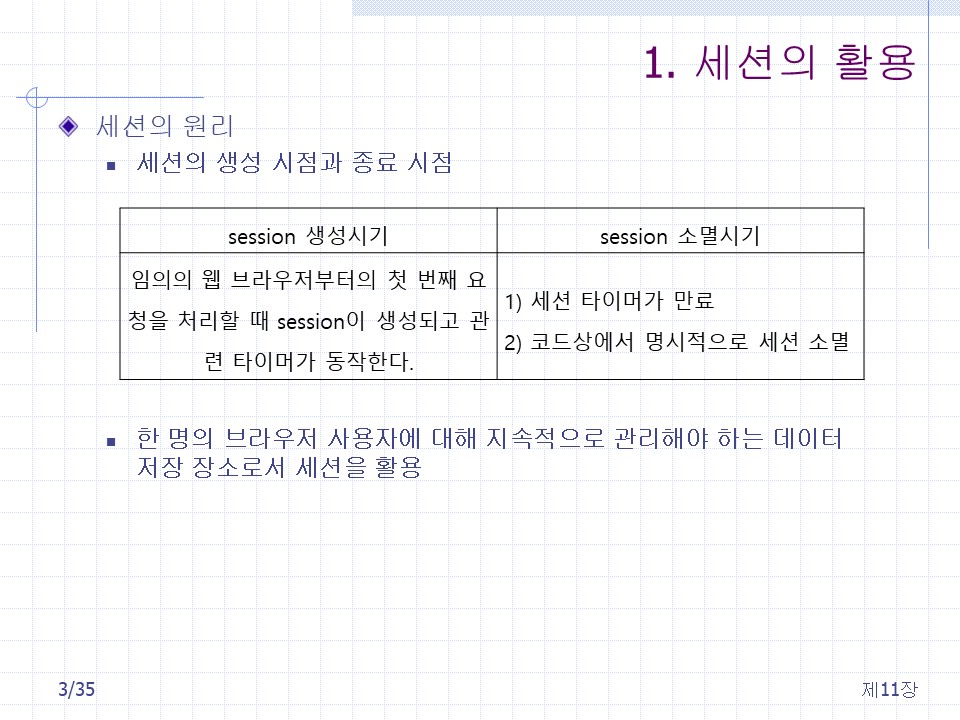 1. 세션의 활용
세션의 원리
세션의 생성 시점과 종료 시점
session 생성시기
session 소멸시기
임의의 웹 브라우저부터의 첫 번째 요
청을 처리할 때 session이 생성되고 관
련 타이머가 동작한다.
1) 세션 타이머가 만료
2) 코드상에서 명시적으로 세션 소멸
한 명의 브라우저 사용자에 대해 지속적으로 관리해야 하는 데이터
저장 장소로서 세션을 활용
3/35
제11장